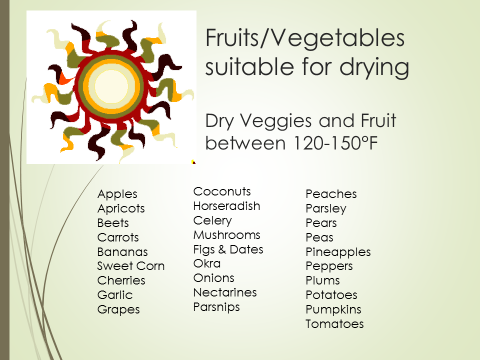 Fruits/Vegetables
suitable for drying
Dry Veggies and Fruit
between 120-150°F
Apples
Apricots
Beets
Carrots
Bananas
Sweet Corn
Cherries
Garlic
Grapes
Coconuts
Horseradish
Celery
Mushrooms
Figs & Dates
Okra
Onions
Nectarines
Parsnips
Peaches
Parsley
Pears
Peas
Pineapples
Peppers
Plums
Potatoes
Pumpkins
Tomatoes